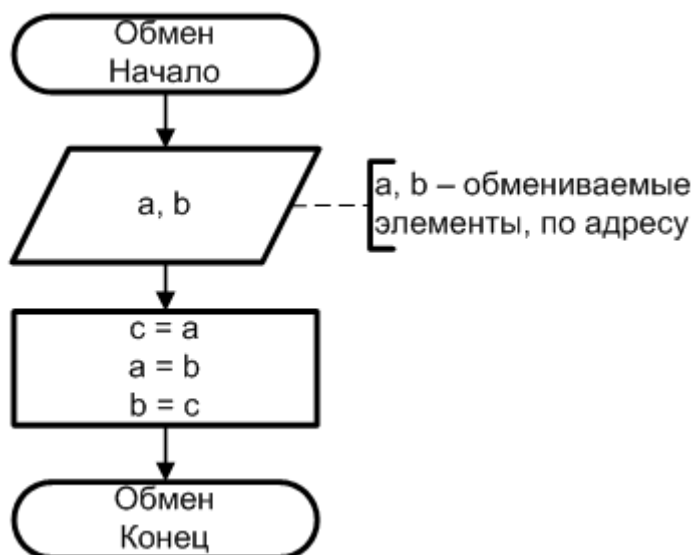 Обмен
Начало
a, b
a, b – обмениваемые
элементы, по адресу
c = a
a = b
b = c
Обмен
Конец